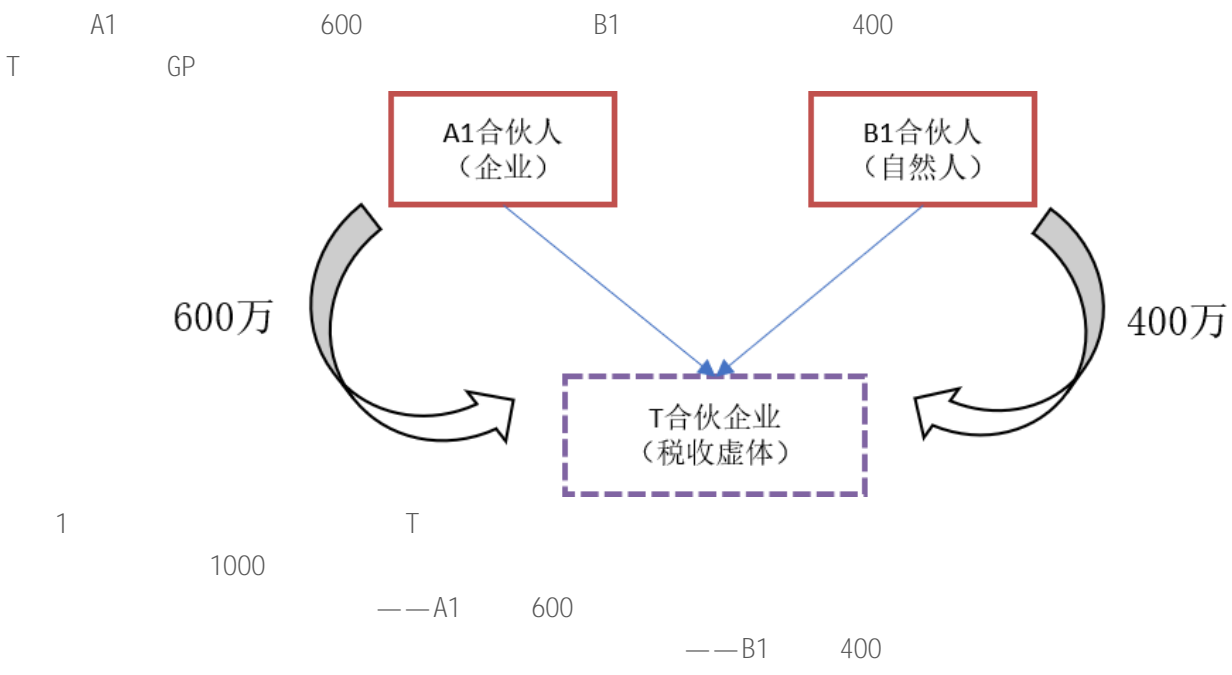 A1 600 B1 400
T GP
A1合伙人
（企业）
B1合伙人
（自然人）
600万
400万
T合伙企业
（税收虚体）
1 T
1000
——A1 600
——B1 400